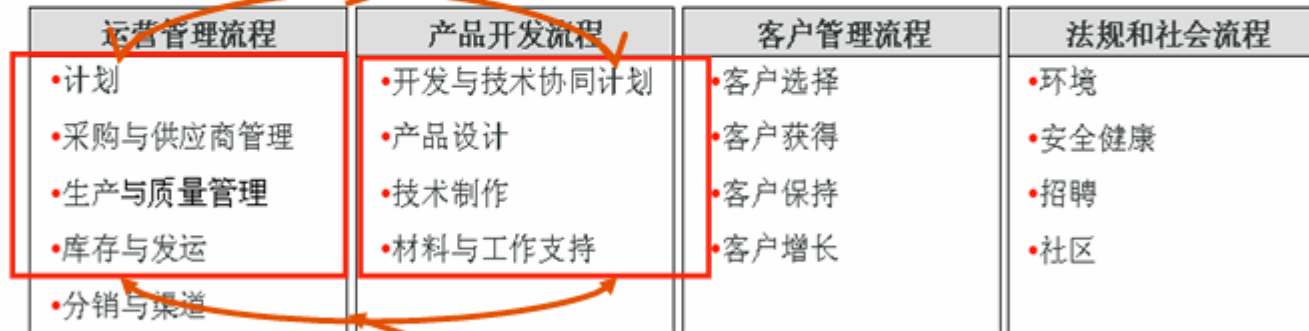 运营管理流程
•计划
•采购与供应商管理
•生产与质量管理
•库存与发运
•分销与渠道
产品开发流程
•开发与技术协同计划
•产品设计
•技术制作
•材料与工作支持
客户管理流程
•客户选择
•客户获得
•客户保持
•客户增长
法规和社会流程
•环境
•安全健康
•招聘
•社区